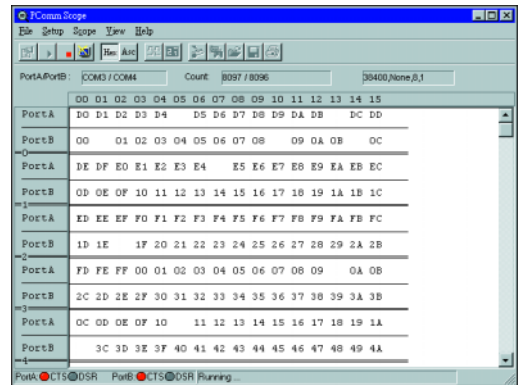 PComm Scope
File Setup Scope View Help
Hex Asc
PortA/PortB : COM3 / COM4 Count: 8097 / 8096 38400,None,8,1
00 01 02 03 04 05 06 07 08 09 10 11 12 13 14 15
PortA D0 D1 D2 D3 D4 D5 D6 D7 D8 D9 DA DB DC DD
PortB 00 01 02 03 04 05 06 07 08 09 0A 0B 0C
0
PortA DE DF E0 E1 E2 E3 E4 E5 E6 E7 E8 E9 EA EB EC
PortB 0D 0E 0F 10 11 12 13 14 15 16 17 18 19 1A 1B 1C
1
PortA ED EE EF F0 F1 F2 F3 F4 F5 F6 F7 F8 F9 FA FB FC
PortB 1D 1E 1F 20 21 22 23 24 25 26 27 28 29 2A 2B
2
PortA FD FE FF 00 01 02 03 04 05 06 07 08 09 0A 0B
PortB 2C 2D 2E 2F 30 31 32 33 34 35 36 37 38 39 3A 3B
3
PortA 0C 0D 0E 0F 10 11 12 13 14 15 16 17 18 19 1A
PortB 3C 3D 3E 3F 40 41 42 43 44 45 46 47 48 49 4A
4
PortA: CTS DSR PortB: CTS DSR Running ...